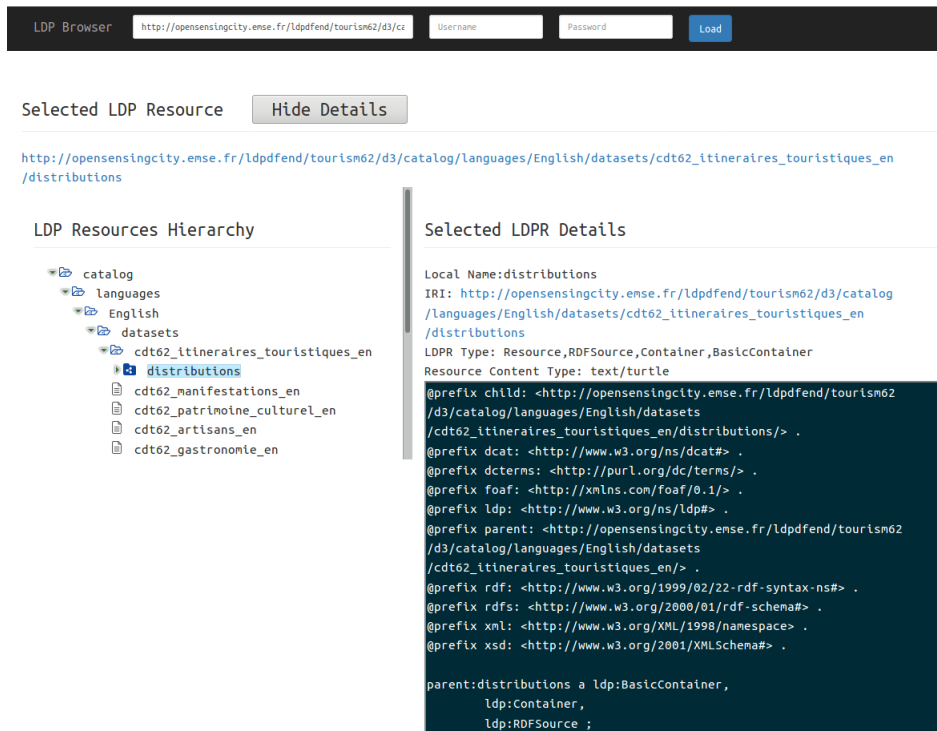 LDP Browser http://opensensingcity.emse.fr/ldpdfend/tourism62/d3/ca Username Password Load
Selected LDP Resource Hide Details
http://opensensingcity.emse.fr/ldpdfend/tourism62/d3/catalog/languages/English/datasets/cdt62_itineraires_touristiques_en
/distributions
LDP Resources Hierarchy
catalog
languages
English
datasets
cdt62_itineraires_touristiques_en
distributions
cdt62_manifestations_en
cdt62_patrimoine_culturel_en
cdt62_artisans_en
cdt62_gastronomie_en
Selected LDPR Details
Local Name:distributions
IRI: http://opensensingcity.emse.fr/ldpdfend/tourism62/d3/catalog
/languages/English/datasets/cdt62_itineraires_touristiques_en
/distributions
LDPR Type: Resource,RDFSource,Container,BasicContainer
Resource Content Type: text/turtle
@prefix child: <http://opensensingcity.emse.fr/ldpdfend/tourism62
/d3/catalog/languages/English/datasets
/cdt62_itineraires_touristiques_en/distributions/> .
@prefix dcat: <http://www.w3.org/ns/dcat#> .
@prefix dcterms: <http://purl.org/dc/terms/> .
@prefix foaf: <http://xmlns.com/foaf/0.1/> .
@prefix ldp: <http://www.w3.org/ns/ldp#> .
@prefix parent: <http://opensensingcity.emse.fr/ldpdfend/tourism62
/d3/catalog/languages/English/datasets
/cdt62_itineraires_touristiques_en/> .
@prefix rdf: <http://www.w3.org/1999/02/22-rdf-syntax-ns#> .
@prefix rdfs: <http://www.w3.org/2000/01/rdf-schema#> .
@prefix xml: <http://www.w3.org/XML/1998/namespace> .
@prefix xsd: <http://www.w3.org/2001/XMLSchema#> .
parent:distributions a ldp:BasicContainer,
ldp:Container,
ldp:RDFSource ;